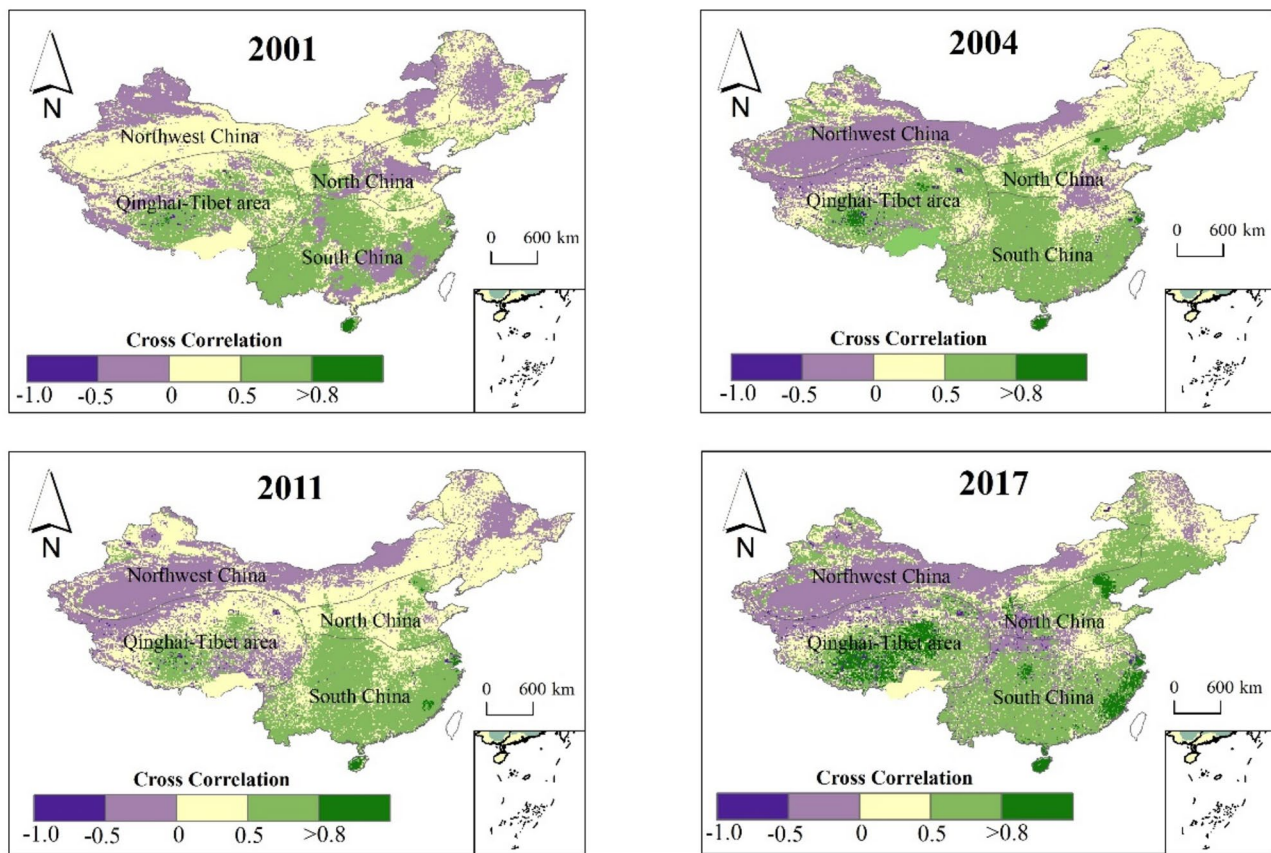 2001
N
Northwest China
North China
Qinghai-Tibet area
South China
0 600 km
Cross Correlation
-1.0 -0.5 0 0.5 >0.8
2004
N
Northwest China
North China
Qinghai-Tibet area
South China
0 600 km
Cross Correlation
-1.0 -0.5 0 0.5 >0.8
2011
N
Northwest China
North China
Qinghai-Tibet area
South China
0 600 km
Cross Correlation
-1.0 -0.5 0 0.5 >0.8
2017
N
Northwest China
North China
Qinghai-Tibet area
South China
0 600 km
Cross Correlation
-1.0 -0.5 0 0.5 >0.8